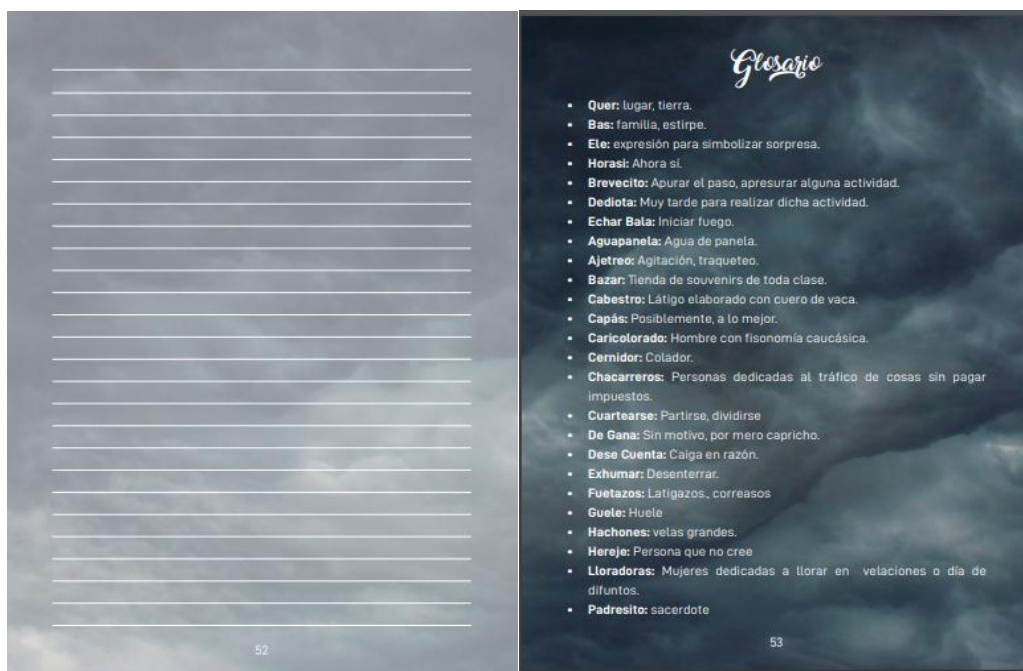 52
Glosario
• Quer: lugar, tierra.
• Bas: familia, estirpe.
• Ele: expresión para simbolizar sorpresa.
• Horasi: Ahora sí.
• Brevecito: Apurar el paso, apresurar alguna actividad.
• Dediota: Muy tarde para realizar dicha actividad.
• Echar Bala: Iniciar fuego.
• Aguapanela: Agua de panela.
• Ajetreo: Agitación, traqueteo.
• Bazar: Tienda de souvenirs de toda clase.
• Cabestro: Látigo elaborado con cuero de vaca.
• Capás: Posiblemente, a lo mejor.
• Caricolorado: Hombre con fisonomía caucásica.
• Cernidor: Colador.
• Chacarreros: Personas dedicadas al tráfico de cosas sin pagar
impuestos.
• Cuartearse: Partirse, dividirse
• De Gana: Sin motivo, por mero capricho.
• Dese Cuenta: Caiga en razón.
• Exhumar: Desenterrar.
• Fuetazos: Latigazos., correasos
• Guele: Huele
• Hachones: velas grandes.
• Hereje: Persona que no cree
• Lloradoras: Mujeres dedicadas a llorar en velaciones o día de
difuntos.
• Padresito: sacerdote
53